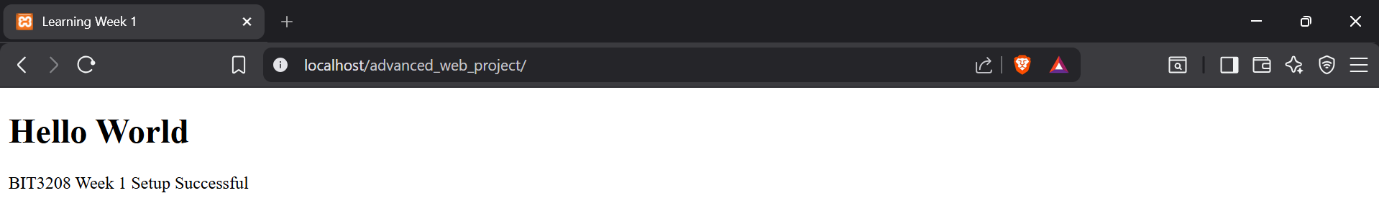 Learning Week 1
localhost/advanced_web_project/
Hello World
BIT3208 Week 1 Setup Successful